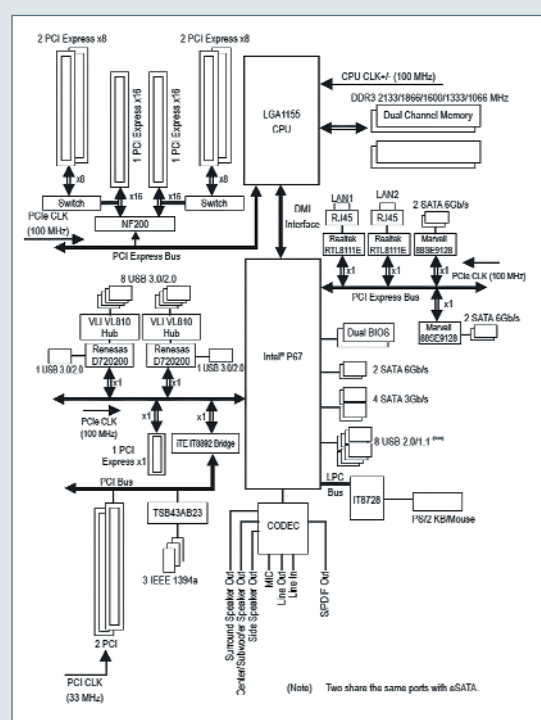 2 PCI Express x8
2 PCI Express x8
1 PCI Express x16
1 PCI Express x16
LGA1155
CPU
CPU CLK+/- (100 MHz)
DDR3 2133/1866/1600/1333/1066 MHz
Dual Channel Memory
x8
x16
x16
x8
Switch
Switch
NF200
PCIe CLK
(100 MHz)
PCI Express Bus
DMI
Interface
LAN1
LAN2
RJ45
RJ45
2 SATA 6Gb/s
Realtek
RTL8111E
Realtek
RTL8111E
Marvell
88SE9128
x1
x1
x1
PCIe CLK (100 MHz)
PCI Express Bus
x1
Marvell
88SE9128
2 SATA 6Gb/s
8 USB 3.0/2.0
VLI VL810
Hub
VLI VL810
Hub
Renesas
D720200
Renesas
D720200
1 USB 3.0/2.0
1 USB 3.0/2.0
x1
x1
Intel® P67
Dual BIOS
2 SATA 6Gb/s
4 SATA 3Gb/s
8 USB 2.0/1.1 (Note)
PCIe CLK
(100 MHz)
x1
x1
1 PCI
Express x1
iTE IT8892 Bridge
PCI Bus
LPC
Bus
IT8728
PS/2 KB/Mouse
TSB43AB23
3 IEEE 1394a
CODEC
Surround Speaker Out
Center/Subwoofer Speaker Out
Side Speaker Out
MIC
Line Out
Line In
S/PDIF Out
2 PCI
PCI CLK
(33 MHz)
(Note) Two share the same ports with eSATA.